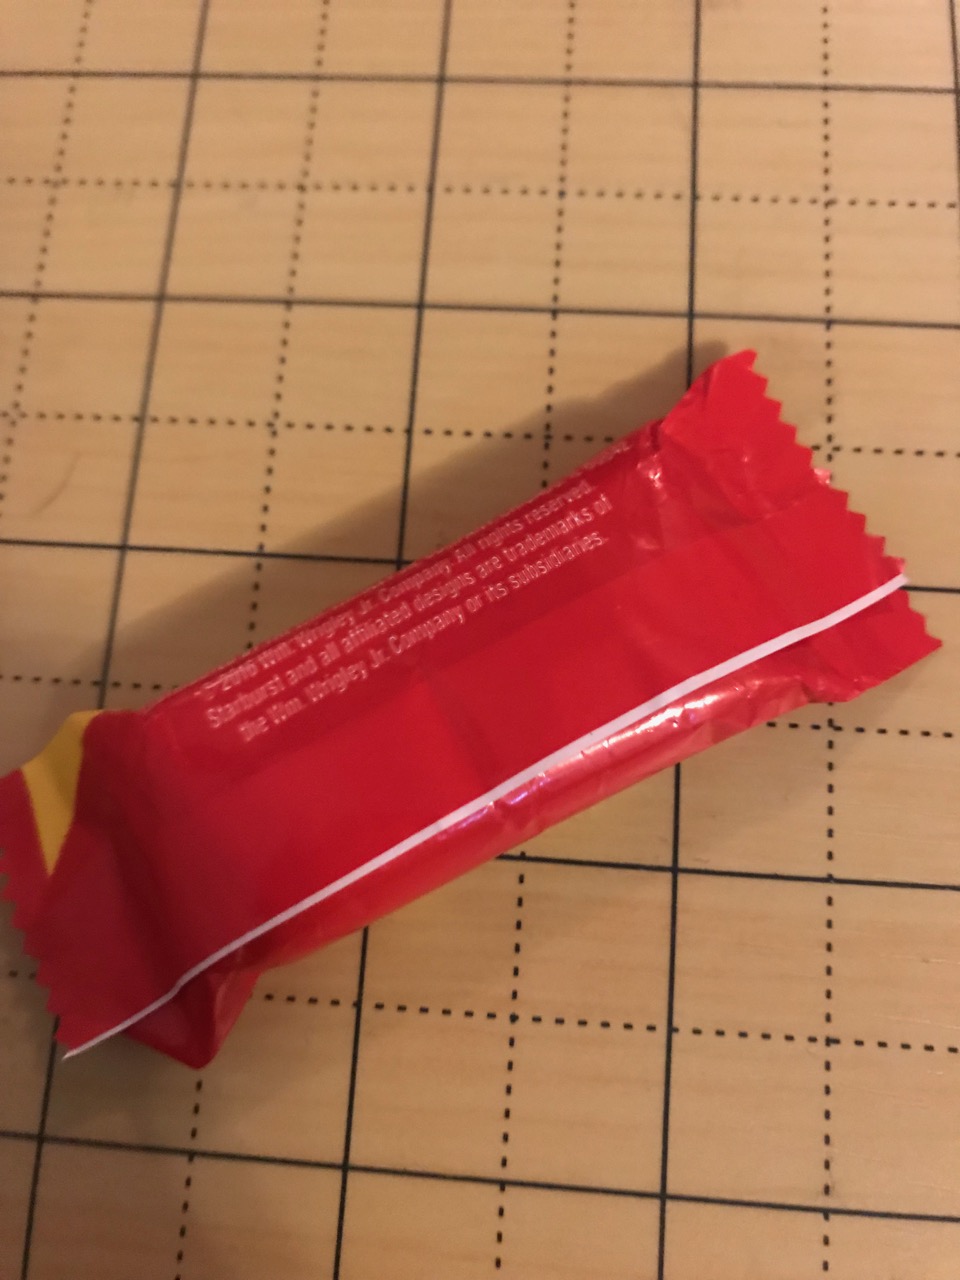 Wm. Wrigley Jr. Company. All rights reserved.
Starburst and all affiliated designs are trademarks of
the Wm. Wrigley Jr. Company or its subsidiaries.